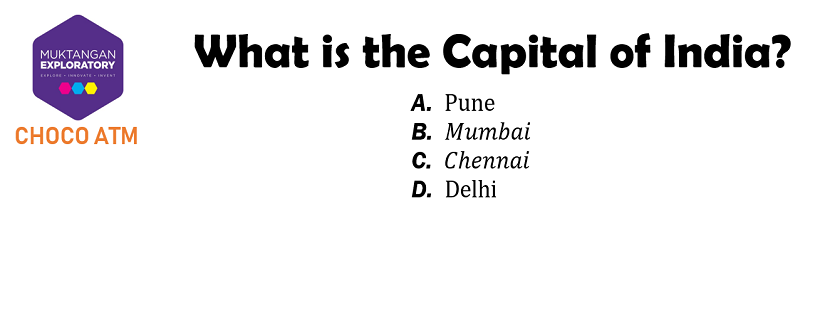 MUKTANGAN
EXPLORATORY
EXPLORE • INNOVATE • INVENT
CHOCO ATM
What is the Capital of India?
A. Pune
B. Mumbai
C. Chennai
D. Delhi